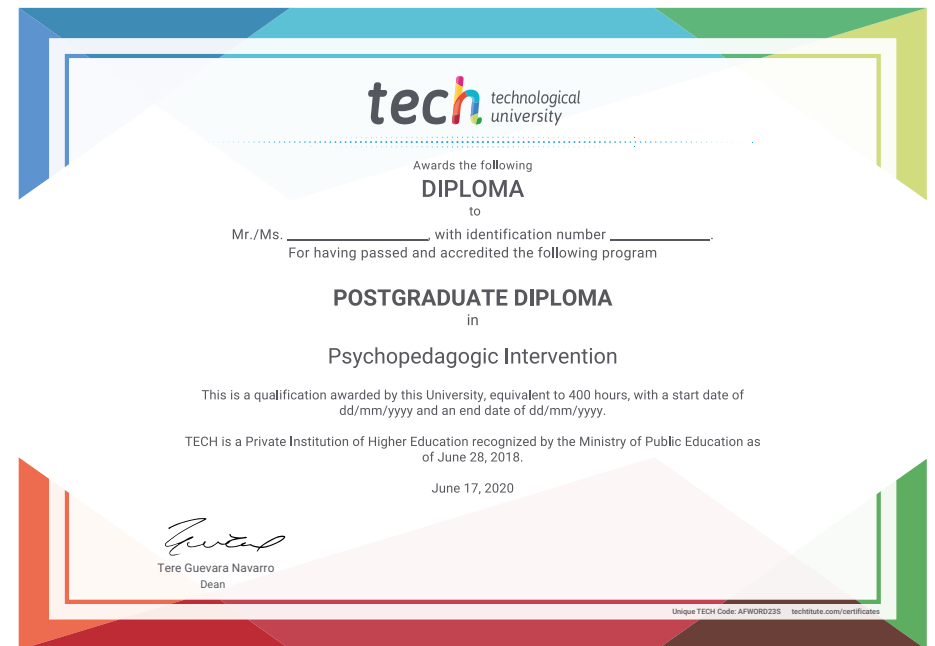 tech technological
university
Awards the following
DIPLOMA
to
Mr./Ms. ____________________, with identification number ______________.
For having passed and accredited the following program
POSTGRADUATE DIPLOMA
in
Psychopedagogic Intervention
This is a qualification awarded by this University, equivalent to 400 hours, with a start date of
dd/mm/yyyy and an end date of dd/mm/yyyy.
TECH is a Private Institution of Higher Education recognized by the Ministry of Public Education as
of June 28, 2018.
June 17, 2020
Tere Guevara Navarro
Dean
Unique TECH Code: AFWORD23S techtitute.com/certificates